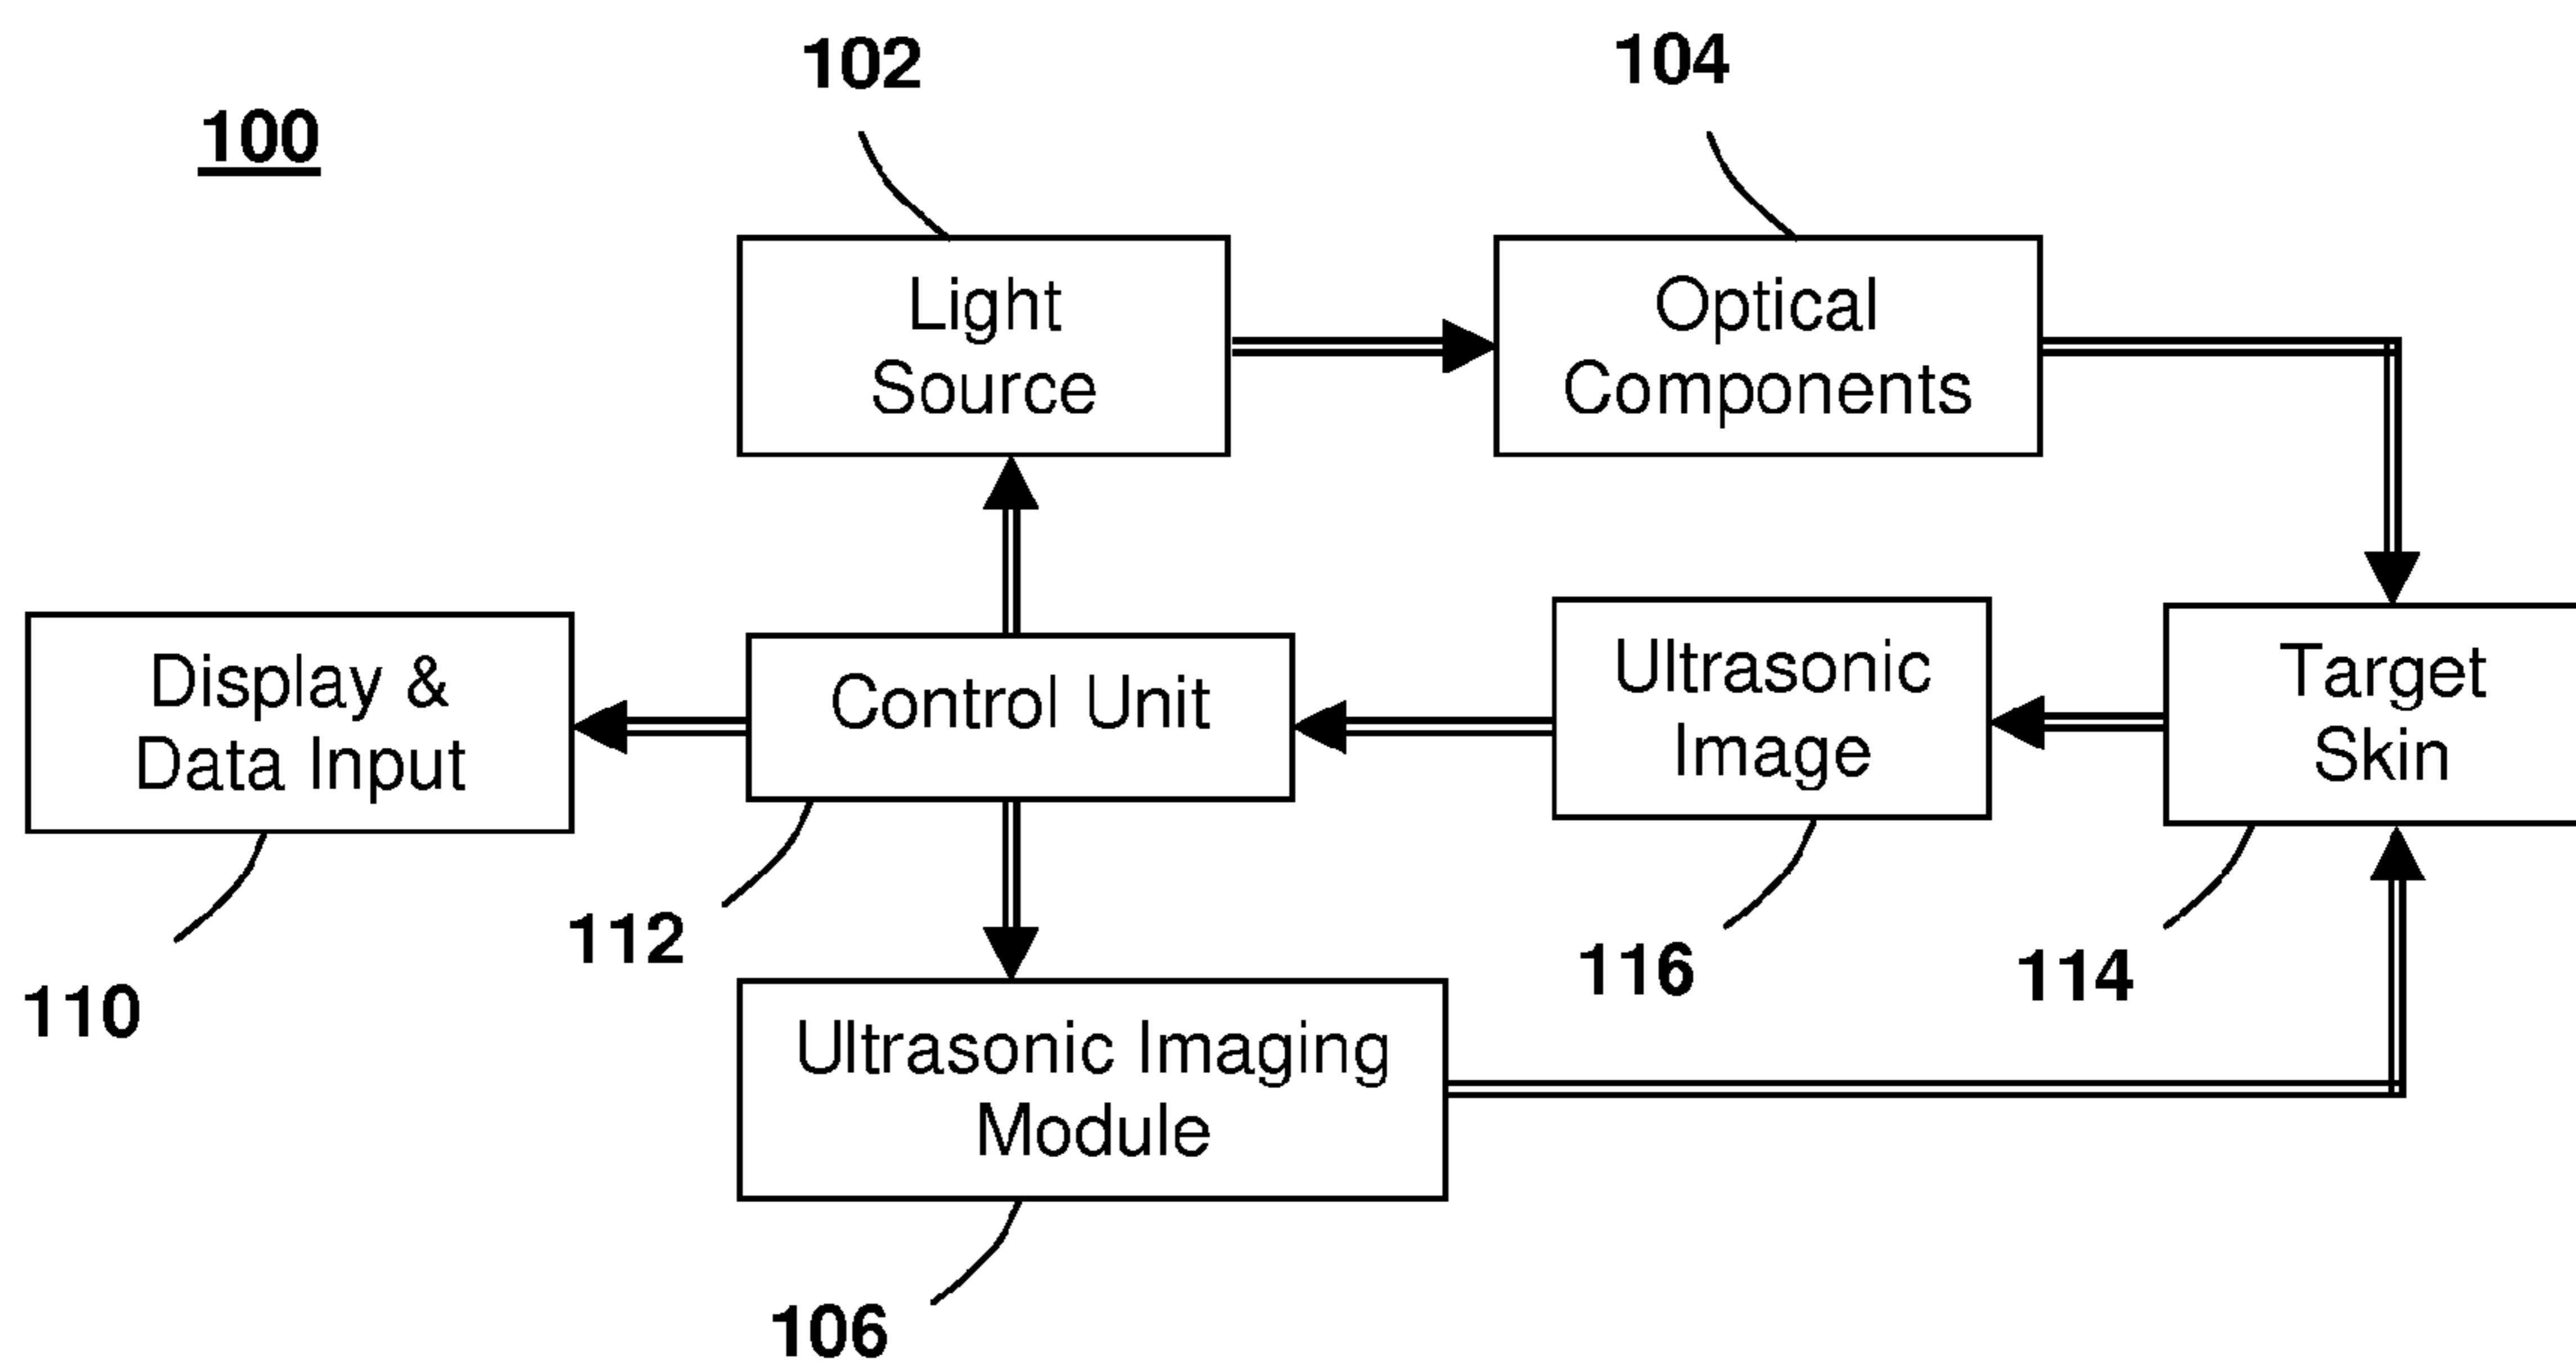 102
104
100
Light
Source
Optical
Components
Display &
Data Input
Control Unit
Ultrasonic
Image
Target
Skin
112
116
114
110
Ultrasonic Imaging
Module
106